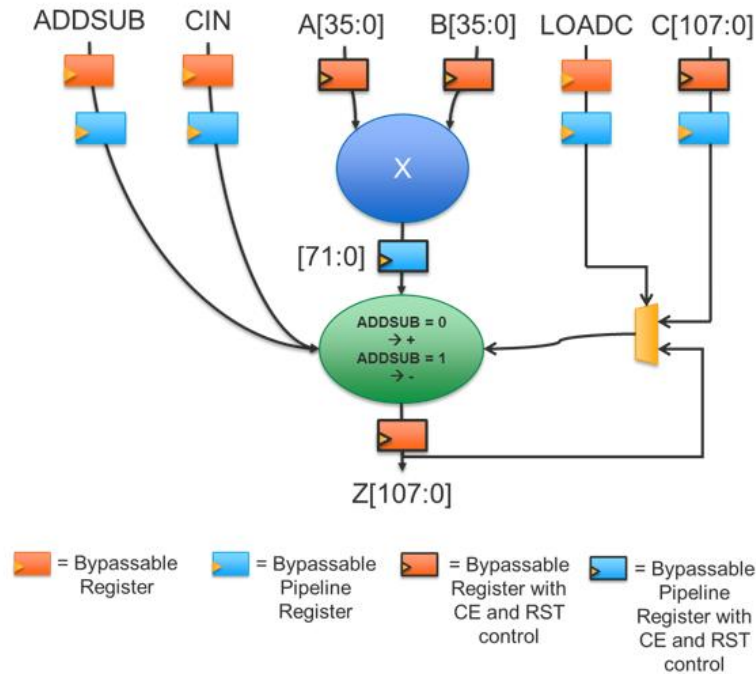 ADDSUB
CIN
A[35:0]
B[35:0]
LOADC
C[107:0]
X
[71:0]
ADDSUB = 0
→ +
ADDSUB = 1
→ -
Z[107:0]
= Bypassable
Register
= Bypassable
Pipeline
Register
= Bypassable
Register with
CE and RST
control
= Bypassable
Pipeline
Register with
CE and RST
control